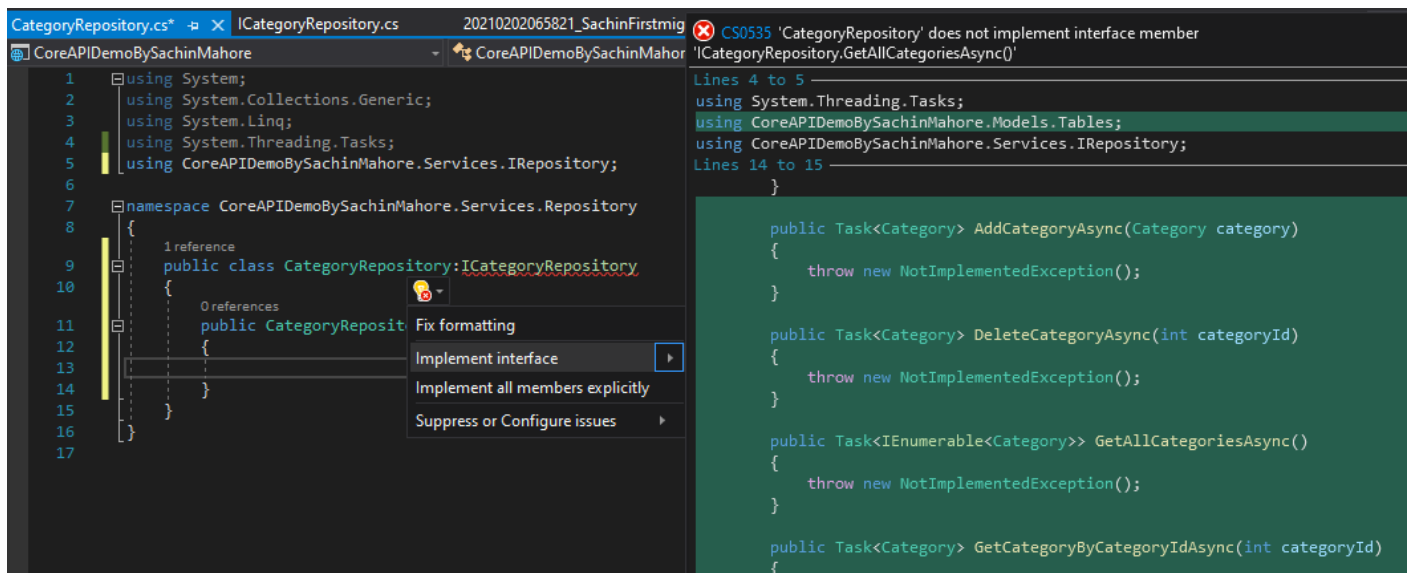 CategoryRepository.cs*
ICategoryRepository.cs
20210202065821_SachinFirstmig
CoreAPIDemoBySachinMahore
CoreAPIDemoBySachinMahor
1 using System;
2 using System.Collections.Generic;
3 using System.Linq;
4 using System.Threading.Tasks;
5 using CoreAPIDemoBySachinMahore.Services.IRepository;
6
7 namespace CoreAPIDemoBySachinMahore.Services.Repository
8 {
1 reference
9 public class CategoryRepository:ICategoryRepository
10 {
0 references
11 public CategoryReposit
12 {
13
14 }
15 }
16 }
17
Fix formatting
Implement interface
Implement all members explicitly
Suppress or Configure issues
CS0535 'CategoryRepository' does not implement interface member
'ICategoryRepository.GetAllCategoriesAsync()'
Lines 4 to 5
using System.Threading.Tasks;
using CoreAPIDemoBySachinMahore.Models.Tables;
using CoreAPIDemoBySachinMahore.Services.IRepository;
Lines 14 to 15
}
public Task<Category> AddCategoryAsync(Category category)
{
throw new NotImplementedException();
}
public Task<Category> DeleteCategoryAsync(int categoryId)
{
throw new NotImplementedException();
}
public Task<IEnumerable<Category>> GetAllCategoriesAsync()
{
throw new NotImplementedException();
}
public Task<Category> GetCategoryByCategoryIdAsync(int categoryId)
{